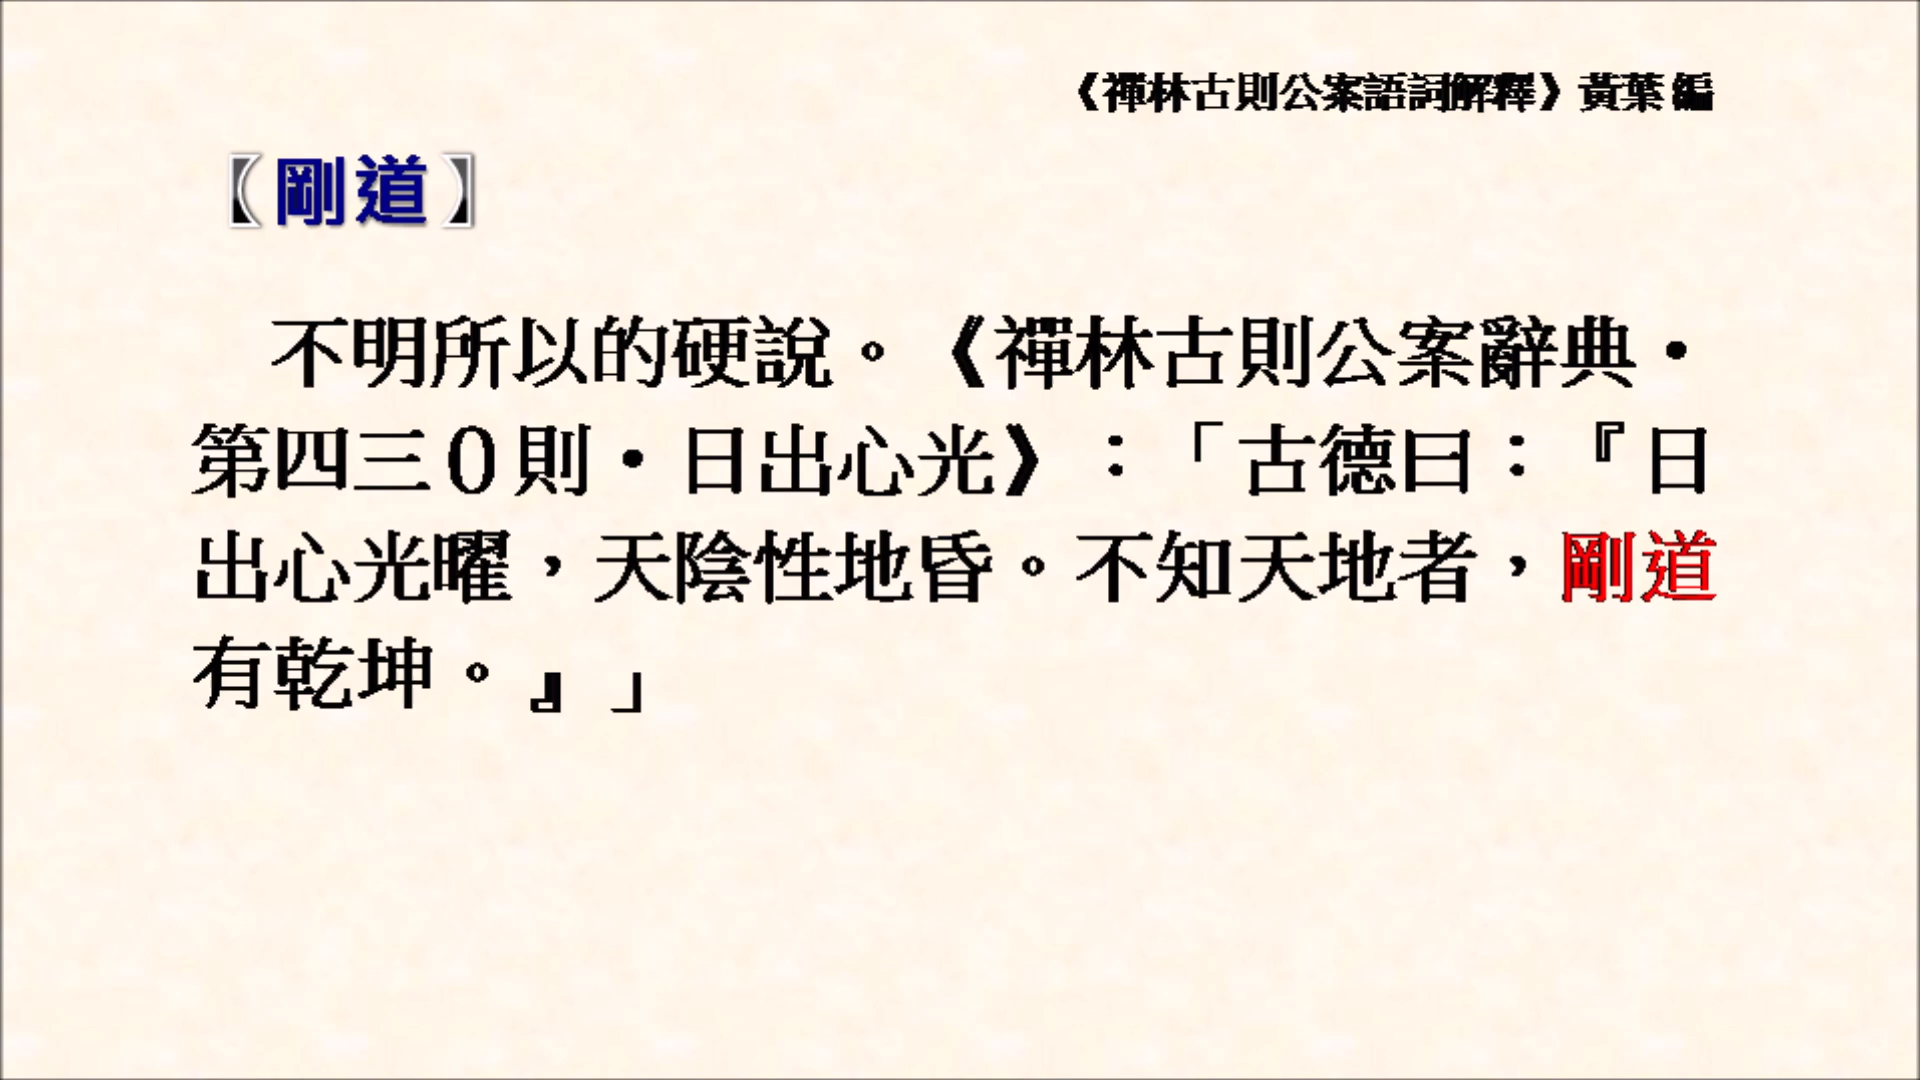 《禪林古則公案語詞解釋》黃葉 編
【剛道】
不明所以的硬說。《禪林古則公案辭典·
第四三０則·日出心光》：「古德曰：『日
出心光曜，天陰性地昏。不知天地者，剛道
有乾坤。』」